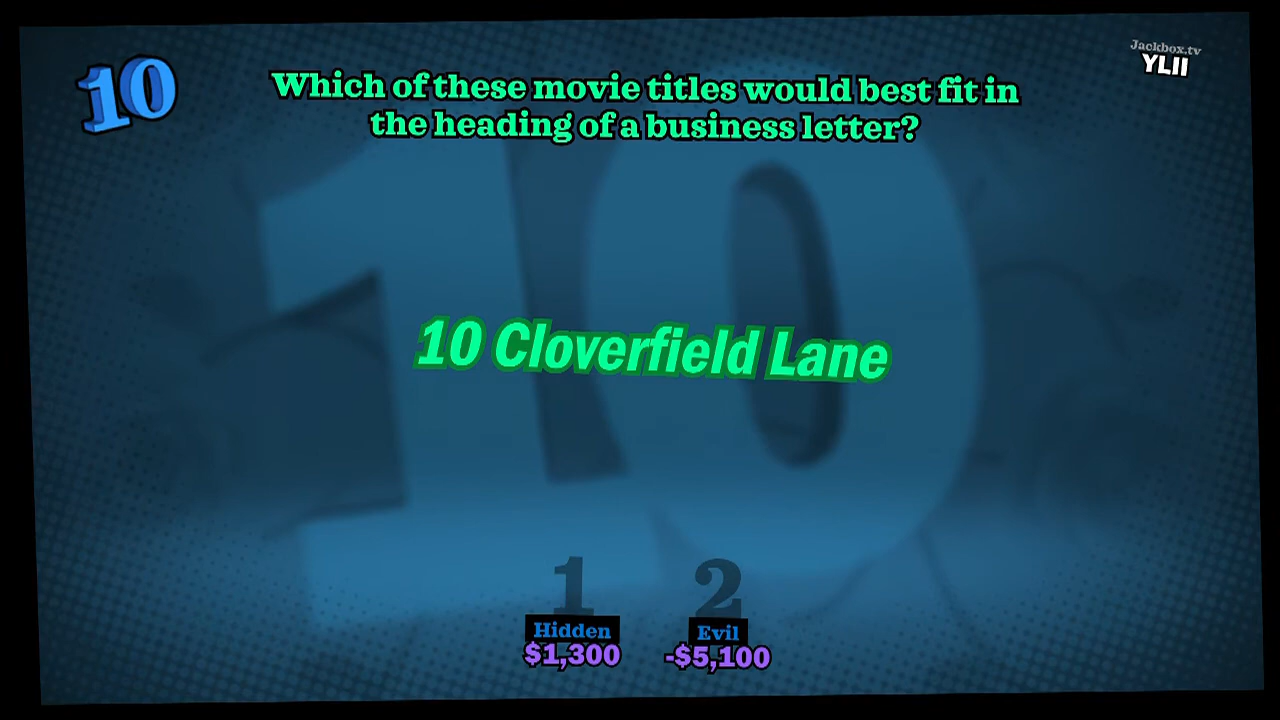 10
Jackbox.tv
YLII
Which of these movie titles would best fit in
the heading of a business letter?
10
10 Cloverfield Lane
1 2
Hidden Evil
$1,300 -$5,100